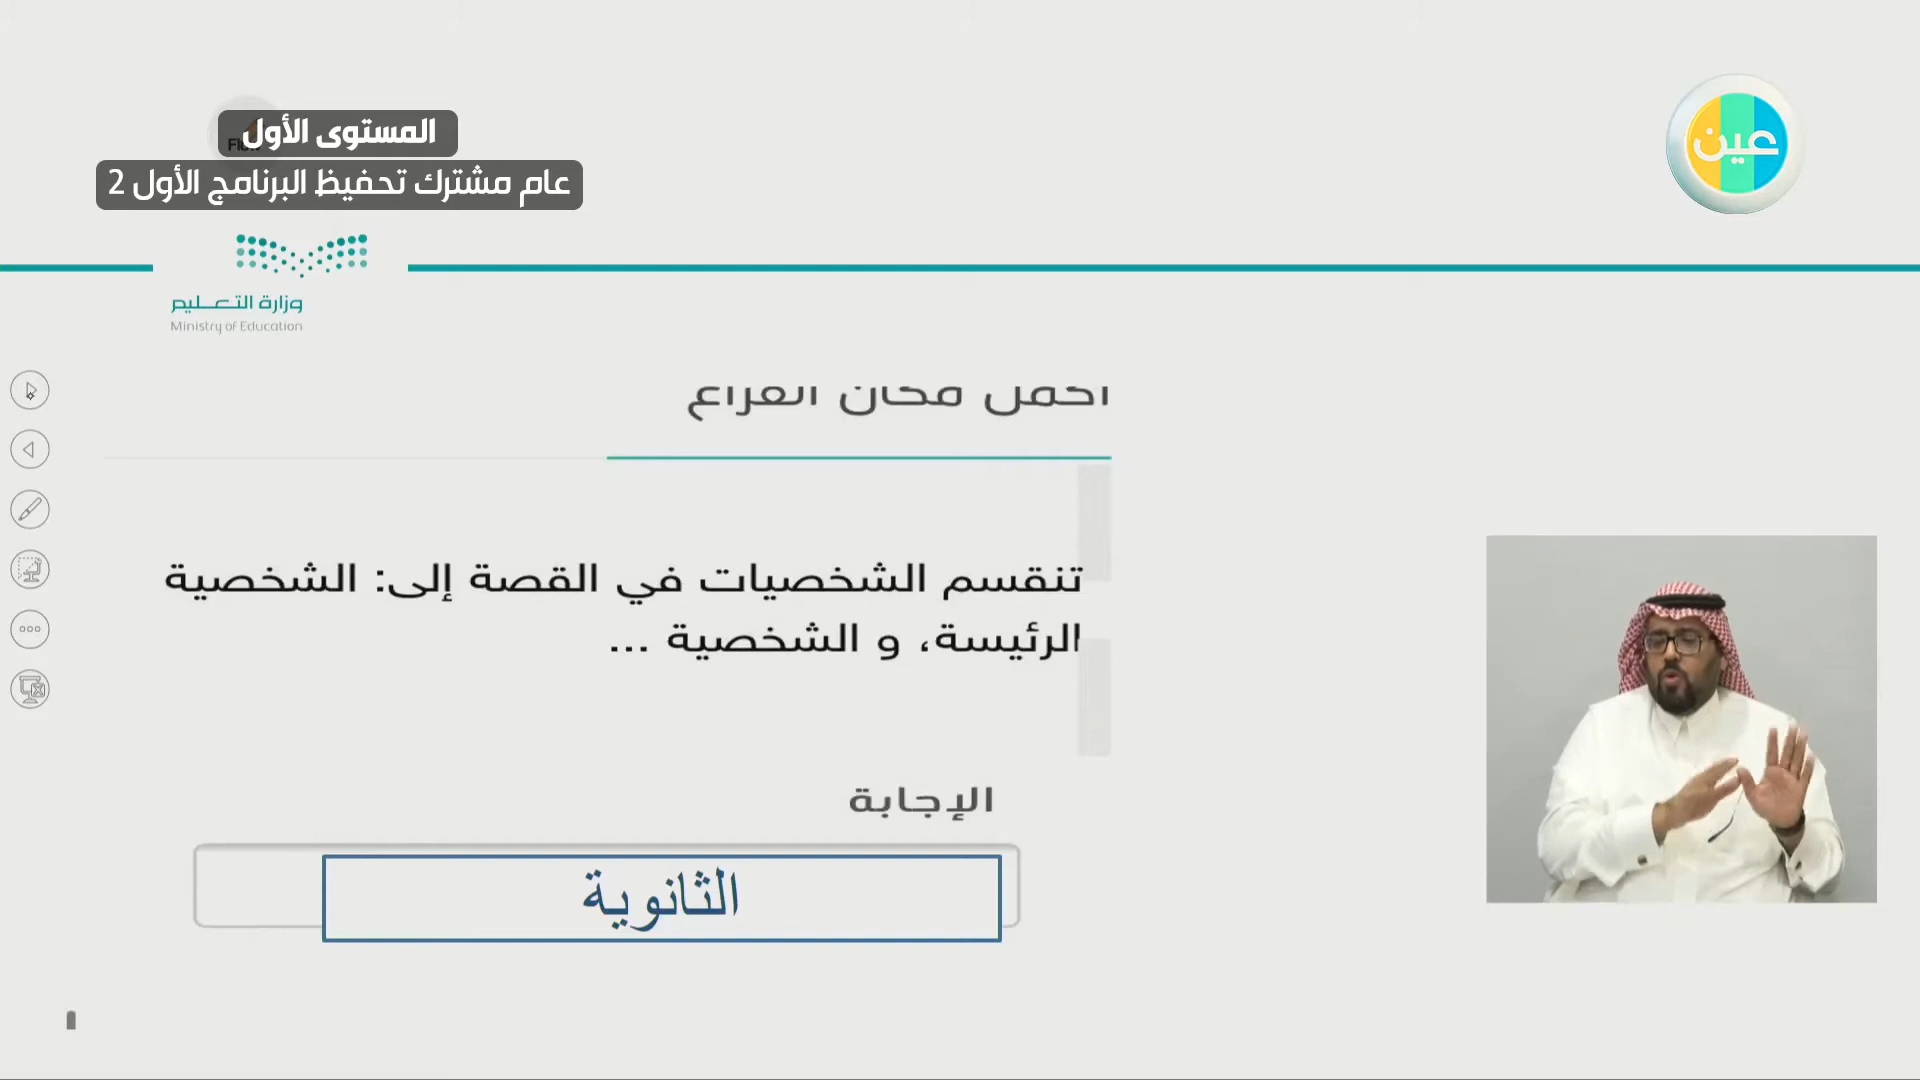 المستوى الأول
عام مشترك تحفيظ البرنامج الأول 2
عين
وزارة التعليم
Ministry of Education
اكمل مكان الفراغ
تنقسم الشخصيات في القصة إلى: الشخصية
الرئيسة، و الشخصية ...
الإجابة
الثانوية